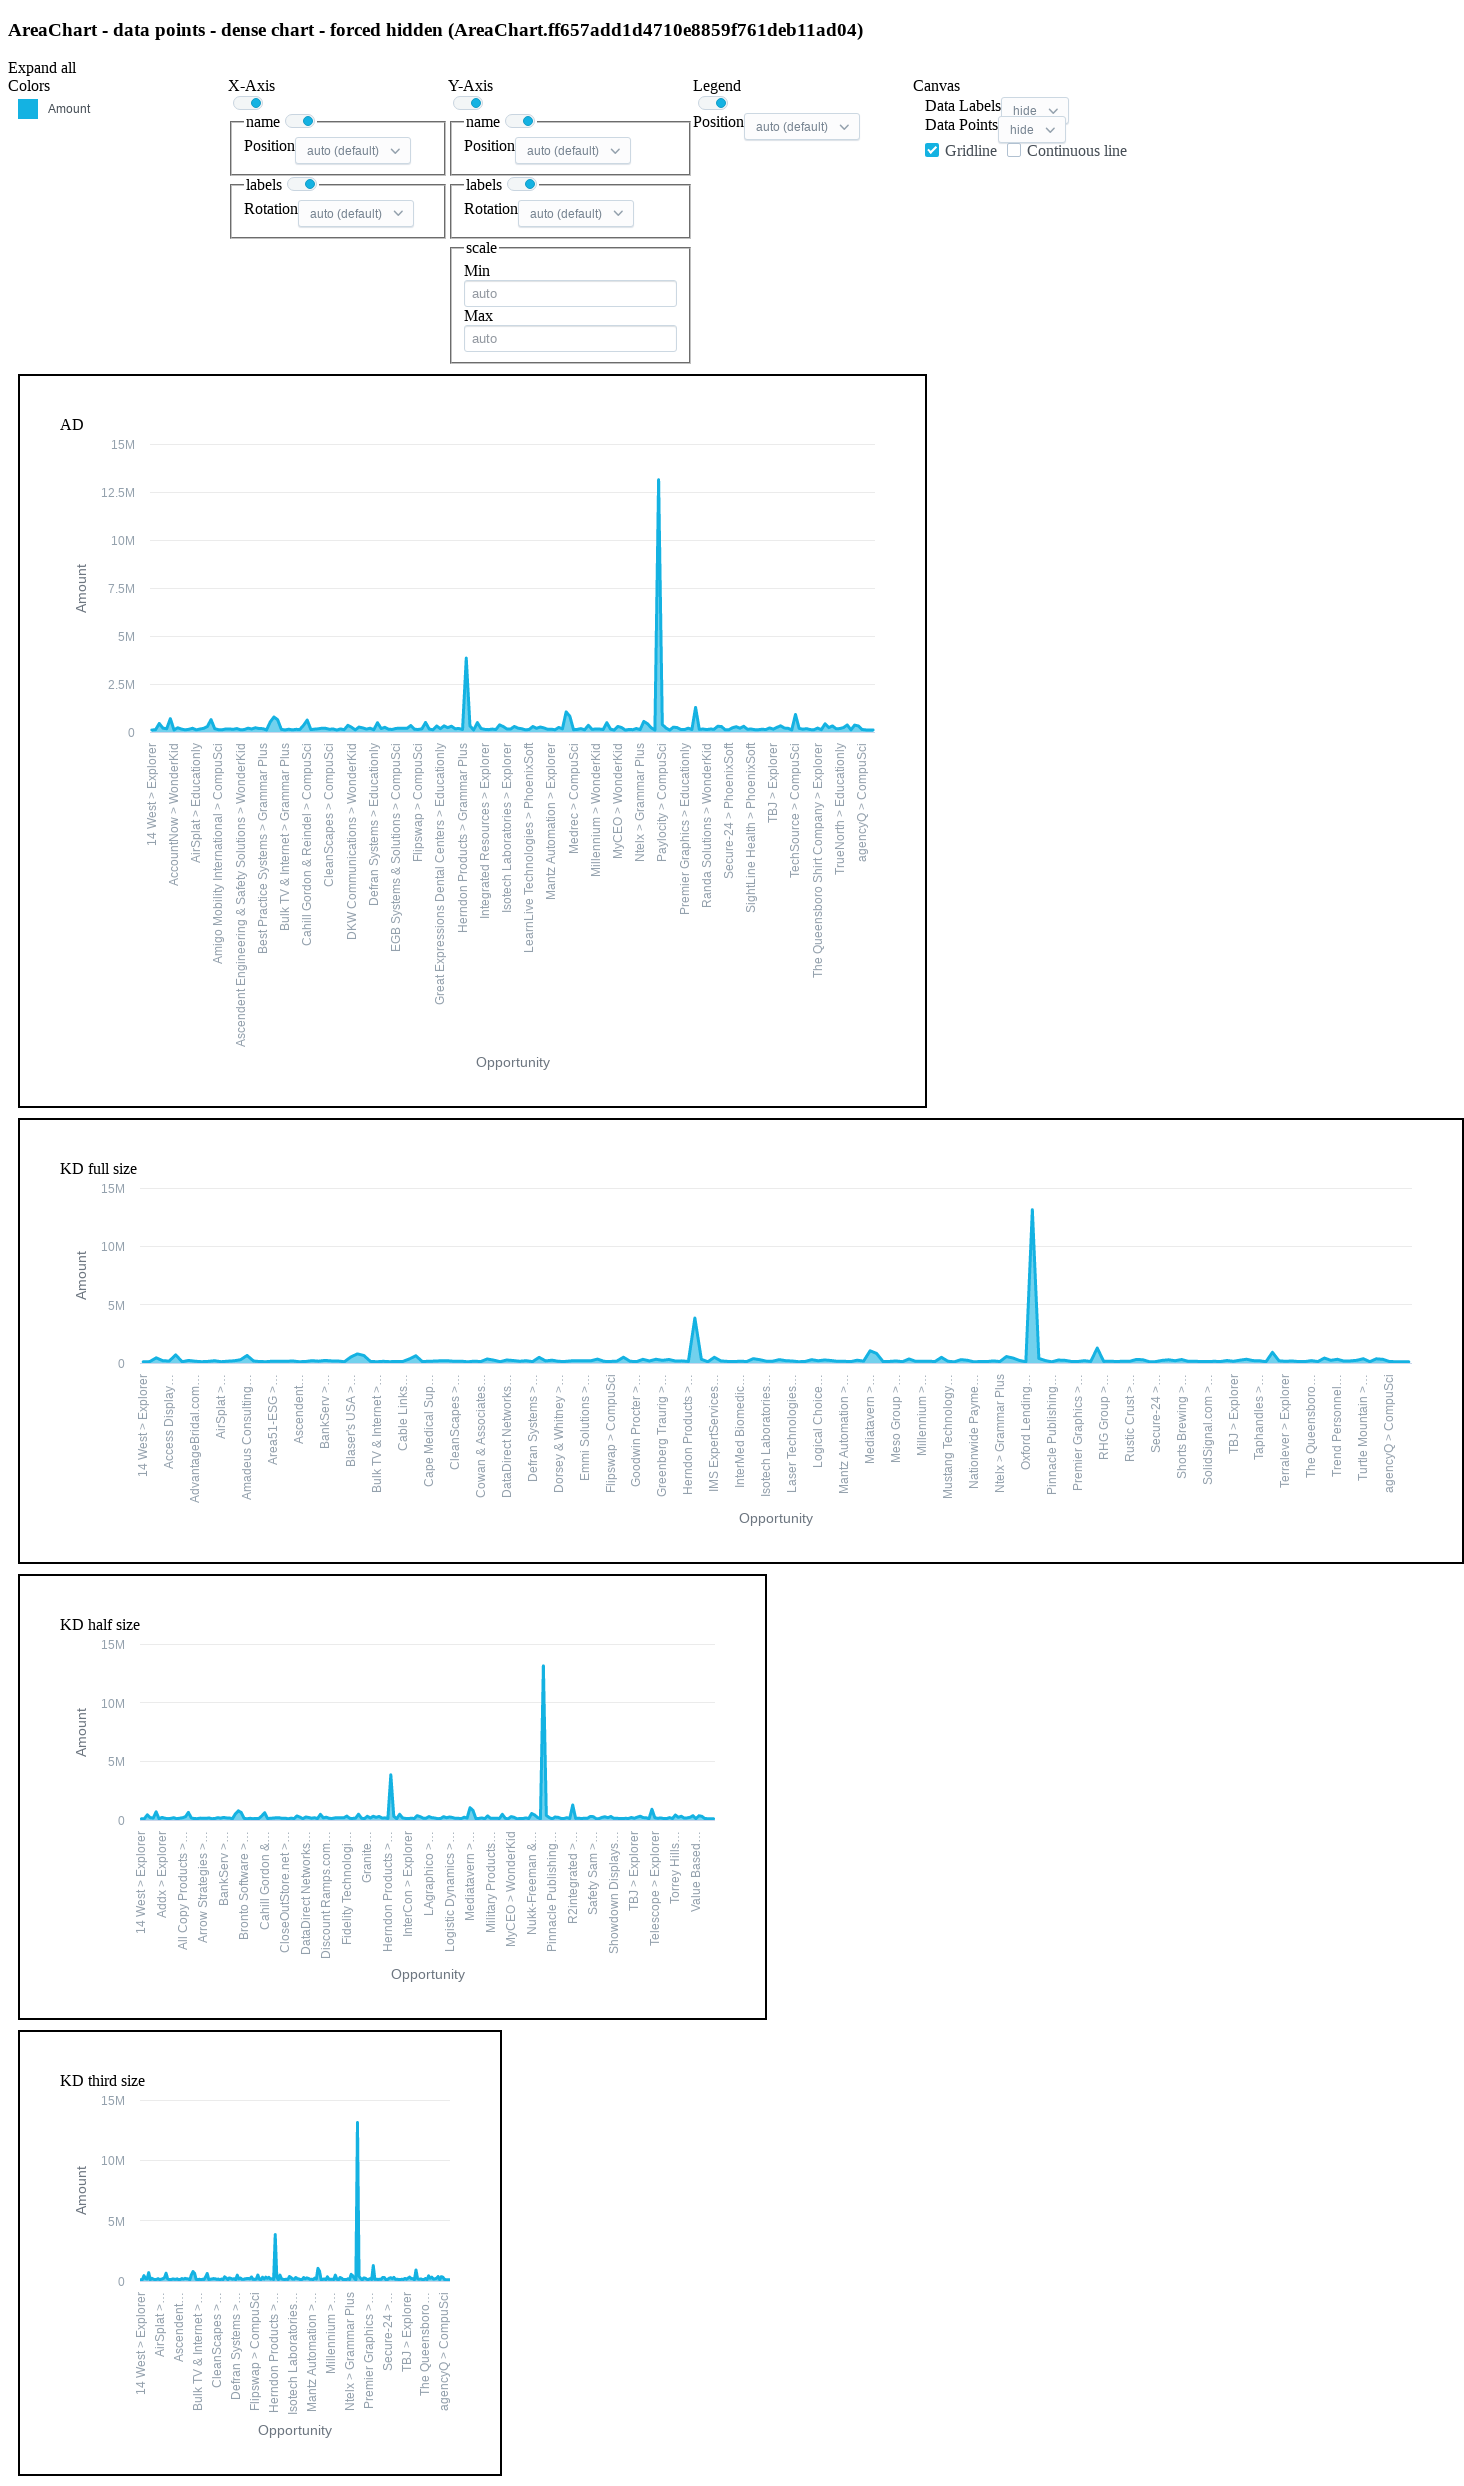 AreaChart - data points - dense chart - forced hidden (AreaChart.ff657add1d4710e8859f761deb11ad04)
Expand all
Colors
Amount
X-Axis
name
Position auto (default)
labels
Rotation auto (default)
Y-Axis
name
Position auto (default)
labels
Rotation auto (default)
scale
Min
auto
Max
auto
Legend
Position auto (default)
Canvas
Data Labels hide
Data Points hide
Gridline Continuous line
AD
15M
12.5M
10M
7.5M
5M
2.5M
0
Amount
14 West > Explorer
AccountNow > WonderKid
AirSplat > Educationly
Amigo Mobility International > CompuSci
Ascendent Engineering & Safety Solutions > WonderKid
Best Practice Systems > Grammar Plus
Bulk TV & Internet > Grammar Plus
Cahill Gordon & Reindel > CompuSci
CleanScapes > CompuSci
DKW Communications > WonderKid
Defran Systems > Educationly
EGB Systems & Solutions > CompuSci
Flipswap > CompuSci
Great Expressions Dental Centers > Educationly
Herndon Products > Grammar Plus
Integrated Resources > Explorer
Isotech Laboratories > Explorer
LearnLive Technologies > PhoenixSoft
Mantz Automation > Explorer
Medrec > CompuSci
Millennium > WonderKid
MyCEO > WonderKid
Ntelx > Grammar Plus
Paylocity > CompuSci
Premier Graphics > Educationly
Randa Solutions > WonderKid
Secure-24 > PhoenixSoft
SightLine Health > PhoenixSoft
TBJ > Explorer
TechSource > CompuSci
The Queensboro Shirt Company > Explorer
TrueNorth > Educationly
agencyQ > CompuSci
Opportunity
KD full size
15M
10M
5M
0
Amount
14 West > Explorer
Access Display…
AdvantageBridal.com…
AirSplat >…
Amadeus Consulting
Area51-ESG >…
Ascendent…
BankServ >…
Blaser's USA >…
Bulk TV & Internet >…
Cable Links
Cape Medical Sup
CleanScapes >…
Cowan & Associates…
DataDirect Networks…
Defran Systems >…
Dorsey & Whitney >…
Emmi Solutions >…
Flipswap > CompuSci
Goodwin Procter >…
Greenberg Traurig >…
Herndon Products >…
IMS ExpertServices…
InterMed Biomedic…
Isotech Laboratories…
Laser Technologies…
Logical Choice…
Mantz Automation >
Mediatavern >…
Meso Group >…
Millennium >…
Mustang Technology…
Nationwide Payme…
Ntelx > Grammar Plus
Oxford Lending…
Pinnacle Publishing…
Premier Graphics >…
RHG Group >…
Rustic Crust >…
Secure-24 >…
Shorts Brewing >…
SolidSignal.com >…
TBJ > Explorer
Taphandles >…
Terralever > Explorer
The Queensboro…
Trend Personnel…
Turtle Mountain >…
agencyQ > CompuSci
Opportunity
KD half size
15M
10M
5M
0
Amount
14 West > Explorer
Addx > Explorer
All Copy Products >…
Arrow Strategies >…
BankServ >…
Bronto Software >…
Cahill Gordon &…
CloseOutStore.net >…
DataDirect Networks…
Discount Ramps.com…
Fidelity Technologi…
Granite…
Herndon Products >…
InterCon > Explorer
LAgraphico >…
Logistic Dynamics >…
Mediatavern >…
Military Products…
MyCEO > WonderKid
Nukk-Freeman &…
Pinnacle Publishing…
R2integrated >…
Safety Sam >…
Showdown Displays…
TBJ > Explorer
Telescope > Explorer
Torrey Hills…
Value Based…
Opportunity
KD third size
15M
10M
5M
0
Amount
14 West > Explorer
AirSplat >…
Ascendent…
Bulk TV & Internet >…
CleanScapes >…
Defran Systems >…
Flipswap > CompuSci
Herndon Products >…
Isotech Laboratories…
Mantz Automation >…
Millennium >…
Ntelx > Grammar Plus
Premier Graphics >…
Secure-24 >…
TBJ > Explorer
The Queensboro…
agencyQ > CompuSci
Opportunity